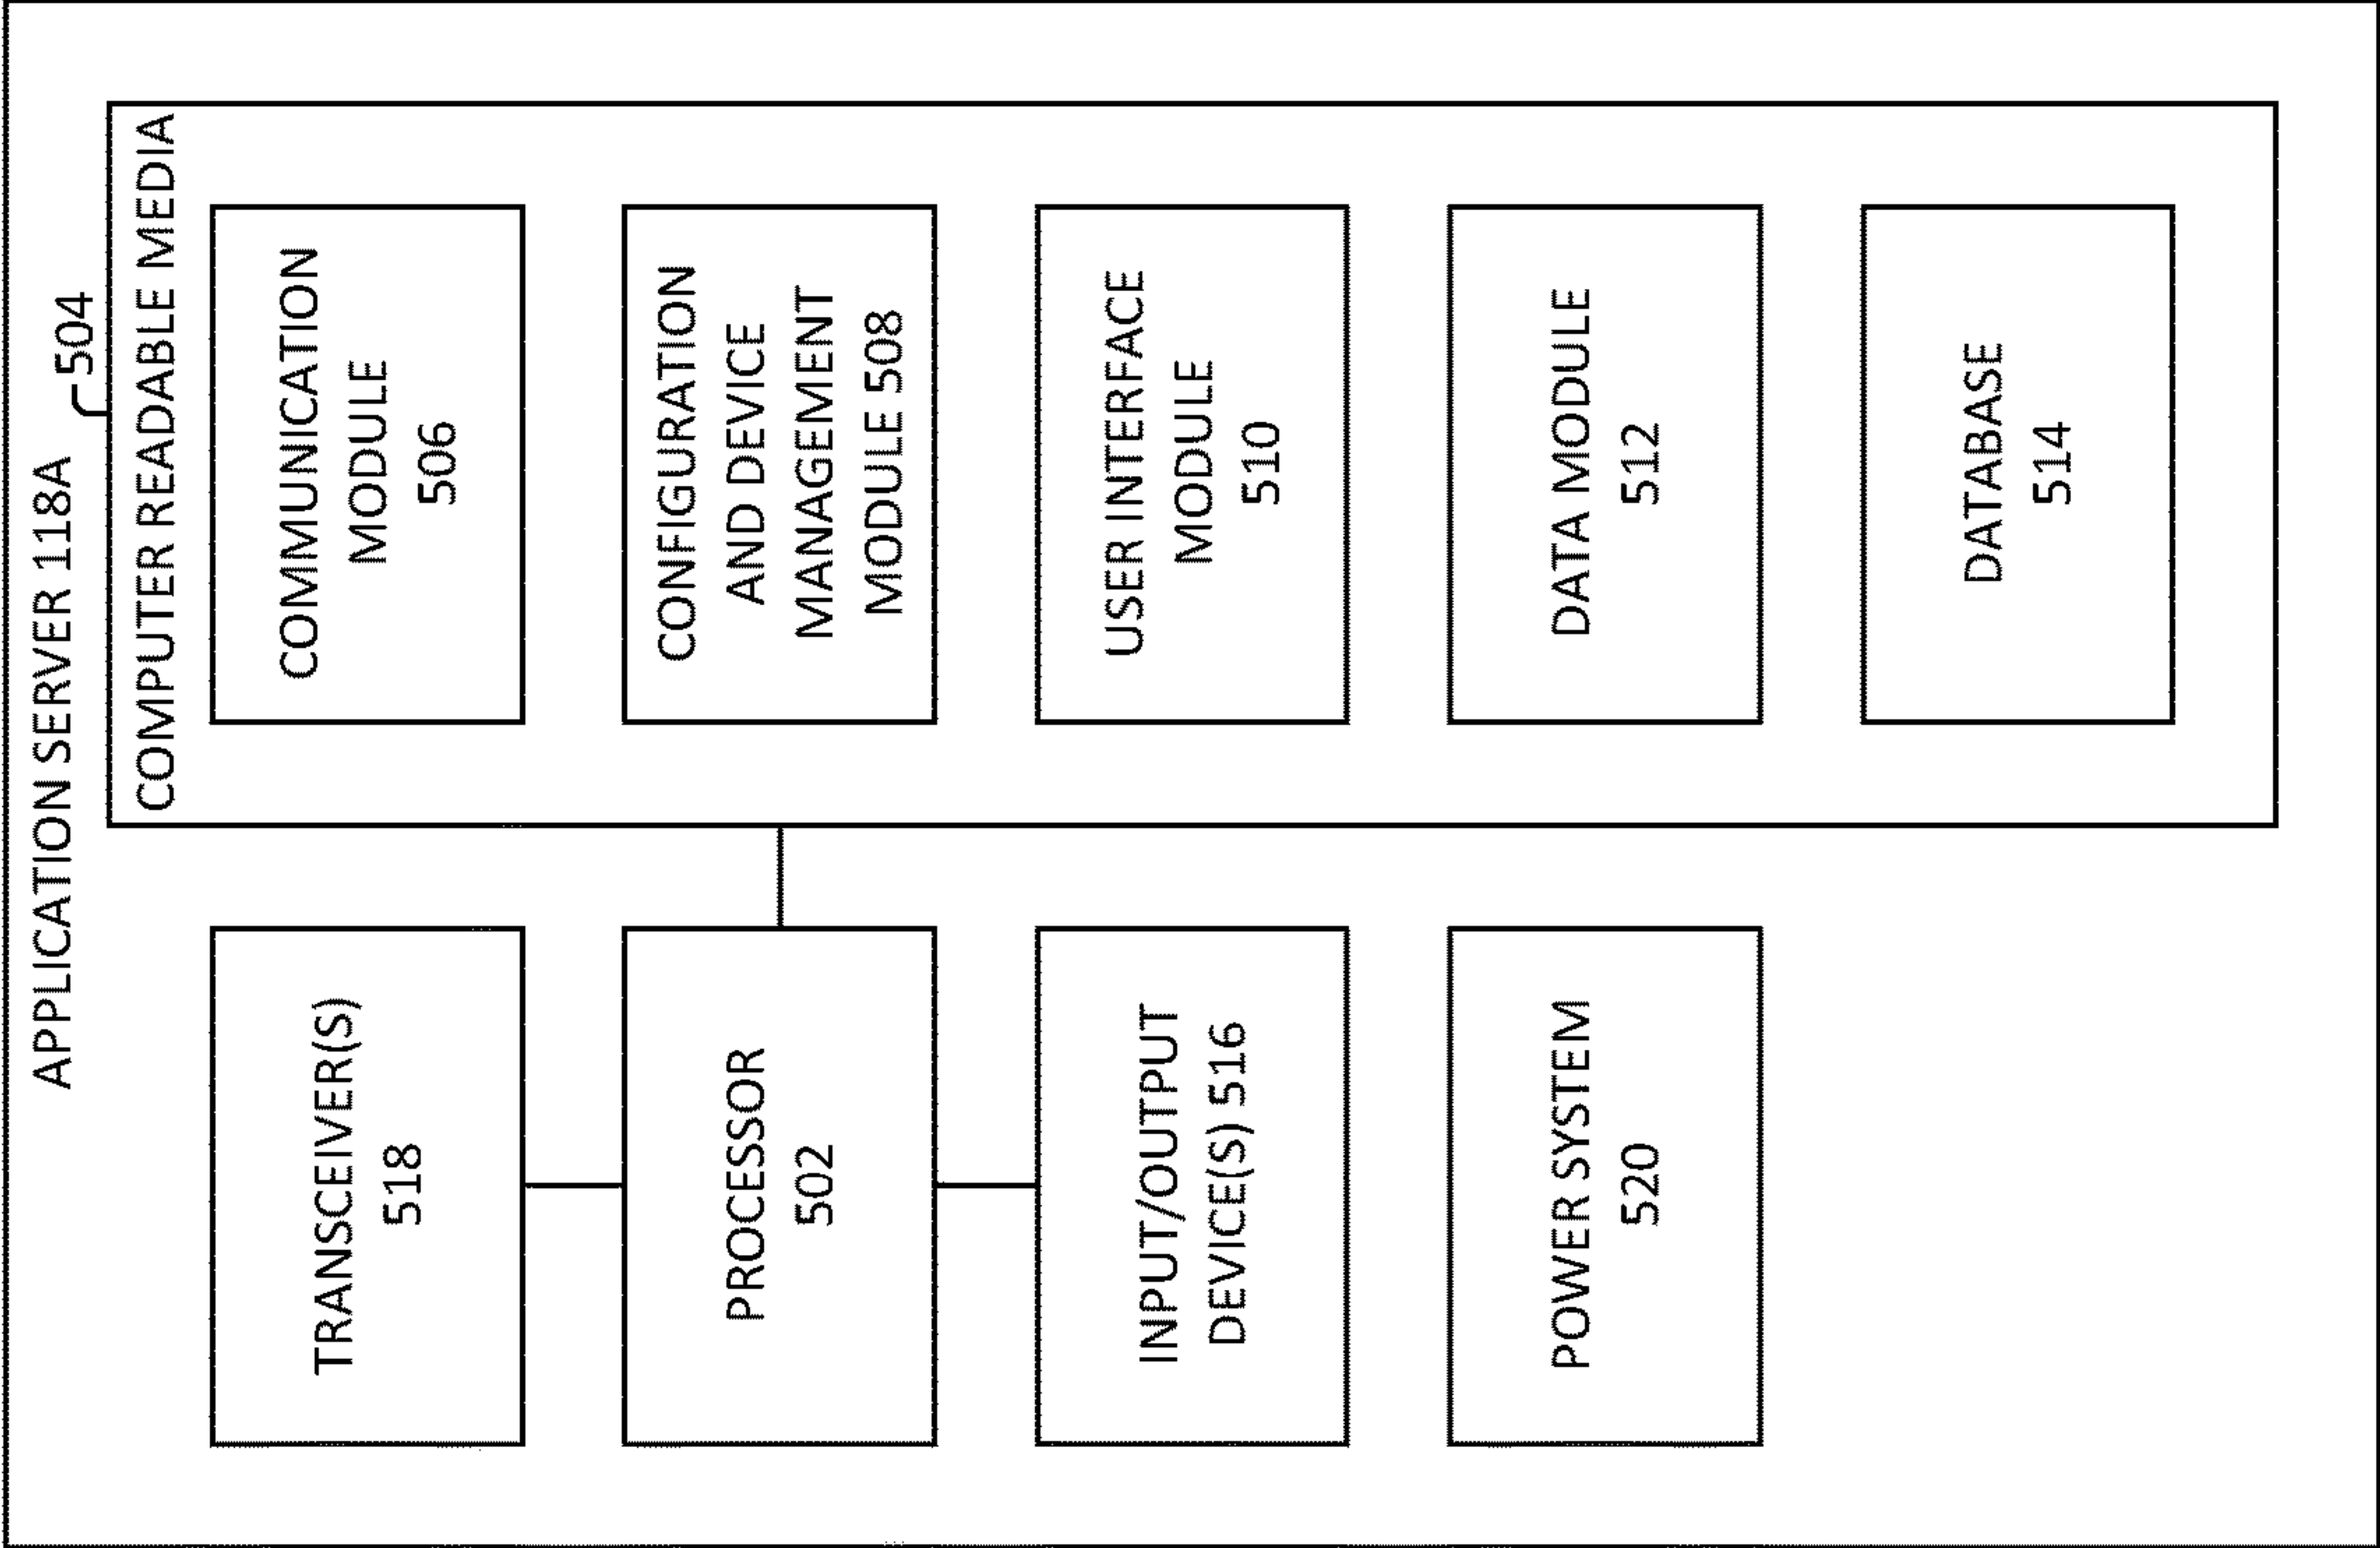 APPLICATION SERVER 118A
504
COMPUTER READABLE MEDIA
TRANSCEIVER(S)
518
PROCESSOR
502
INPUT/OUTPUT
DEVICE(S) 516
POWER SYSTEM
520
COMMUNICATION
MODULE
506
CONFIGURATION
AND DEVICE
MANAGEMENT
MODULE 508
USER INTERFACE
MODULE
510
DATA MODULE
512
DATABASE
514